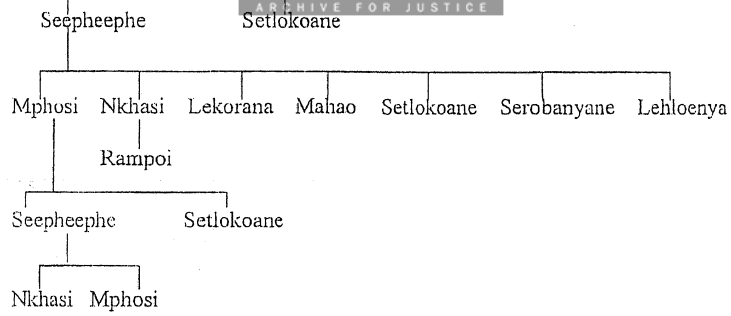 ARCHIVE FOR JUSTICE
Seepheephe Setlokoane
Mphosi Nkhasi Lekorana Mahao Setlokoane Serobanyane Lehloenya
Rampoi
Seepheephe Setlokoane
Nkhasi Mphosi